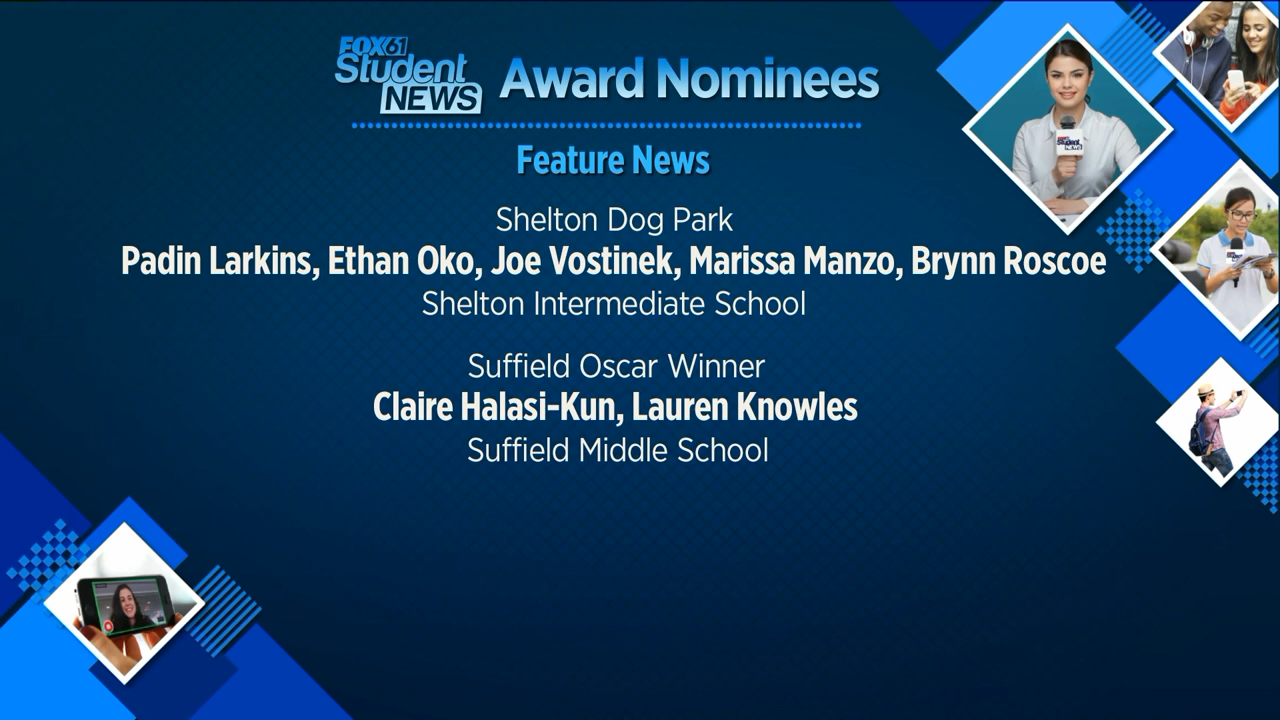 FOX61
Student
NEWS
Award Nominees
Feature News
Shelton Dog Park
Padin Larkins, Ethan Oko, Joe Vostinek, Marissa Manzo, Brynn Roscoe
Shelton Intermediate School
Suffield Oscar Winner
Claire Halasi-Kun, Lauren Knowles
Suffield Middle School